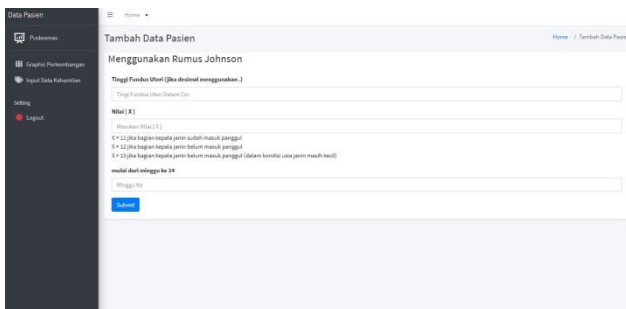 Data Pasien
Home
Puskesmas
Graphic Perkembangan
Input Data Kehamilan
Setting
Logout
Tambah Data Pasien
Home / Tambah Data Pasie
Menggunakan Rumus Johnson
Tinggi Fundus Uteri (jika desimal menggunakan .)
Tingi Fundus Uteri Dalam Cm
Nilai [ X ]
Masukan Nilai [ X ]
X = 11 jika bagian kepala janin sudah masuk panggul
X = 12 jika bagian kepala janin belum masuk panggul
X = 13 jika bagian kepala janin belum masuk panggul (dalam kondisi usia janin masih kecil)
mulai dari minggu ke 24
Minggu Ke
Submit